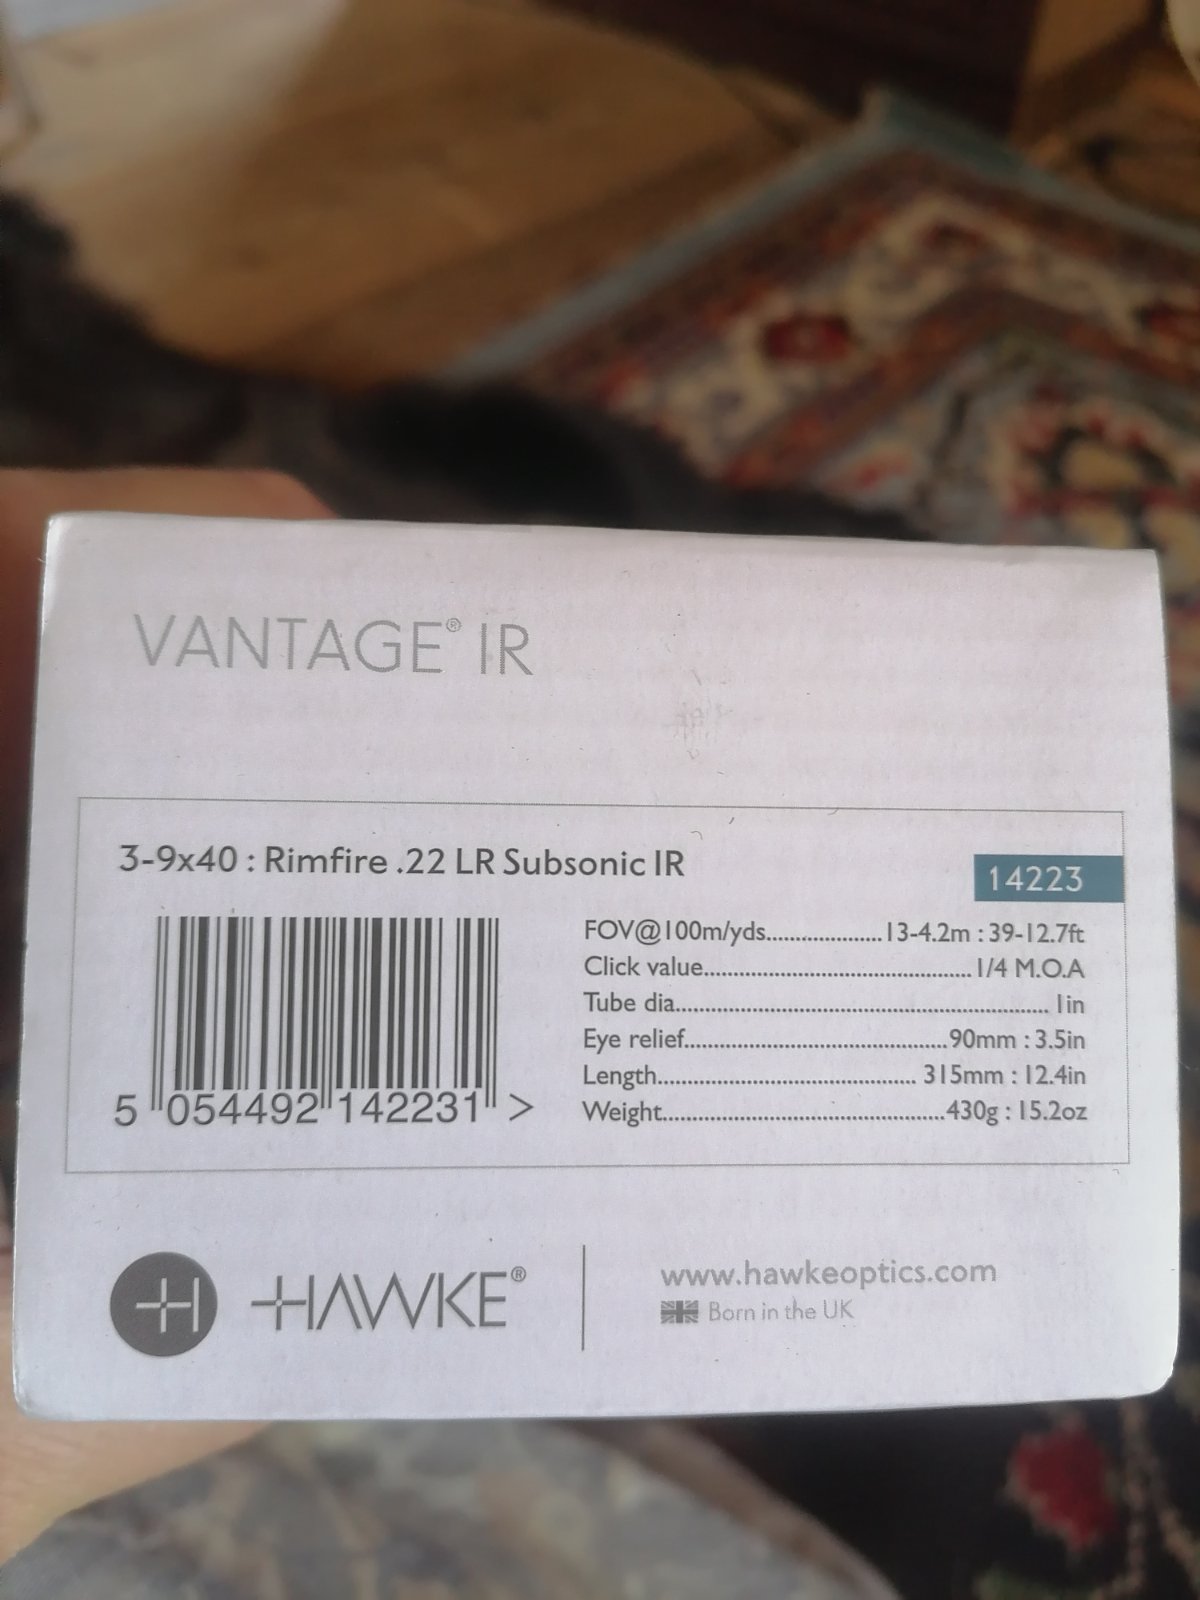 VANTAGE® IR
3-9x40 : Rimfire .22 LR Subsonic IR
14223
FOV@100m/yds....................13-4.2m : 39-12.7ft
Click value..............................................1/4 M.O.A
Tube dia................................................................ 1in
Eye relief.............................................90mm : 3.5in
Length............................................. 315mm : 12.4in
Weight................................................430g : 15.2oz
5 054492 142231 >
HAWKE®
www.hawkeoptics.com
Born in the UK